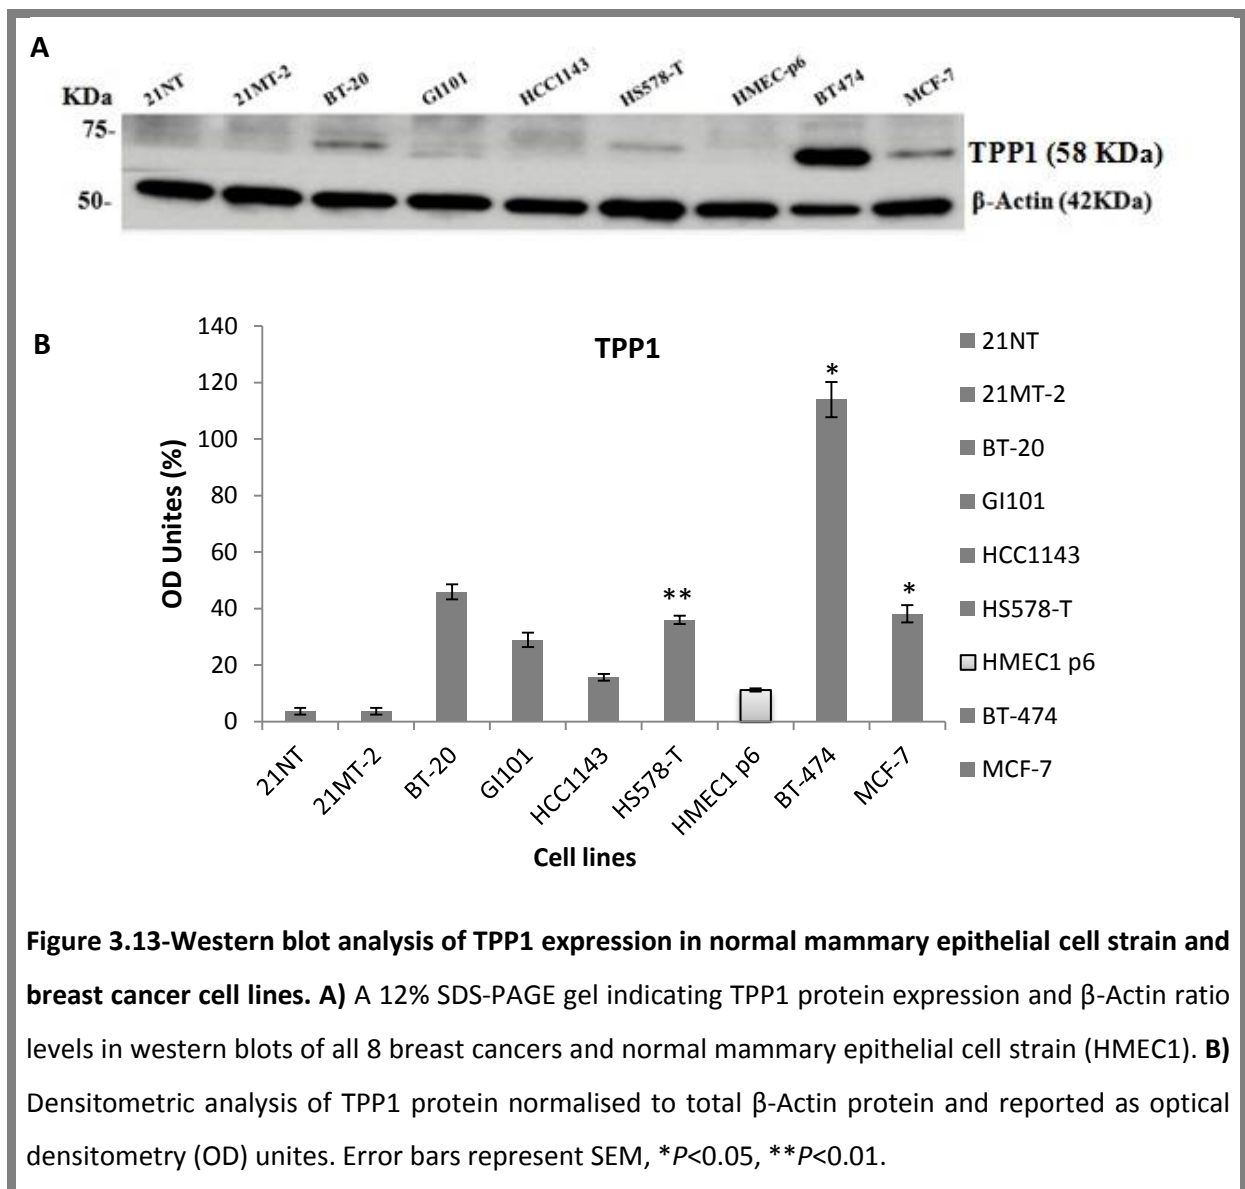 A
KDa 21NT 21MT-2 BT-20 GI101 HCC1143 HS578-T HMEC-p6 BT474 MCF-7
75-
TPP1 (58 KDa)
50-
β-Actin (42KDa)
B
TPP1
OD Unites (%)
140
120
100
80
60
40
20
0
*
**
*
21NT
21MT-2
BT-20
GI101
HCC1143
HS578-T
HMEC1 p6
BT-474
MCF-7
Cell lines
21NT
21MT-2
BT-20
GI101
HCC1143
HS578-T
HMEC1 p6
BT-474
MCF-7
Figure 3.13-Western blot analysis of TPP1 expression in normal mammary epithelial cell strain and
breast cancer cell lines. A) A 12% SDS-PAGE gel indicating TPP1 protein expression and β-Actin ratio
levels in western blots of all 8 breast cancers and normal mammary epithelial cell strain (HMEC1). B)
Densitometric analysis of TPP1 protein normalised to total β-Actin protein and reported as optical
densitometry (OD) unites. Error bars represent SEM, *P<0.05, **P<0.01.